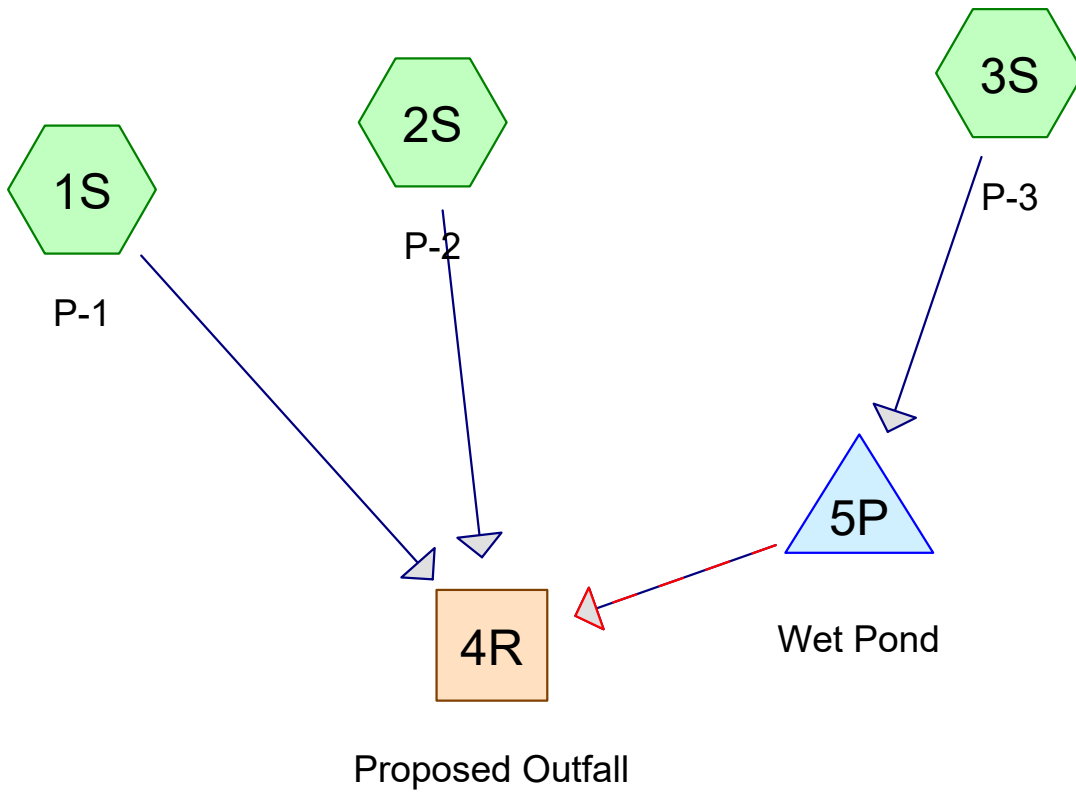 3S
2S
1S
P-3
P-2
P-1
5P
Wet Pond
4R
Proposed Outfall